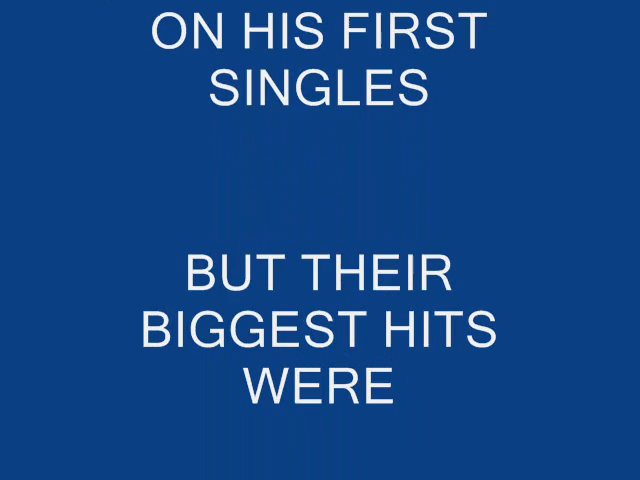 ON HIS FIRST
SINGLES
BUT THEIR
BIGGEST HITS
WERE